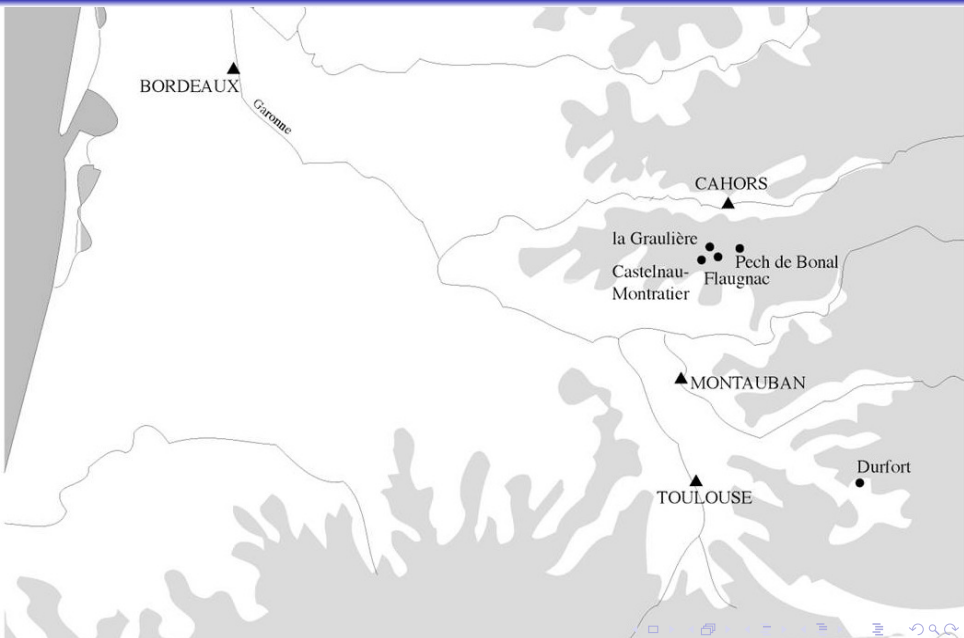 BORDEAUX
Garonne
CAHORS
la Graulière
Pech de Bonal
Castelnau-
Montratier
Flaugnac
MONTAUBAN
Durfort
TOULOUSE